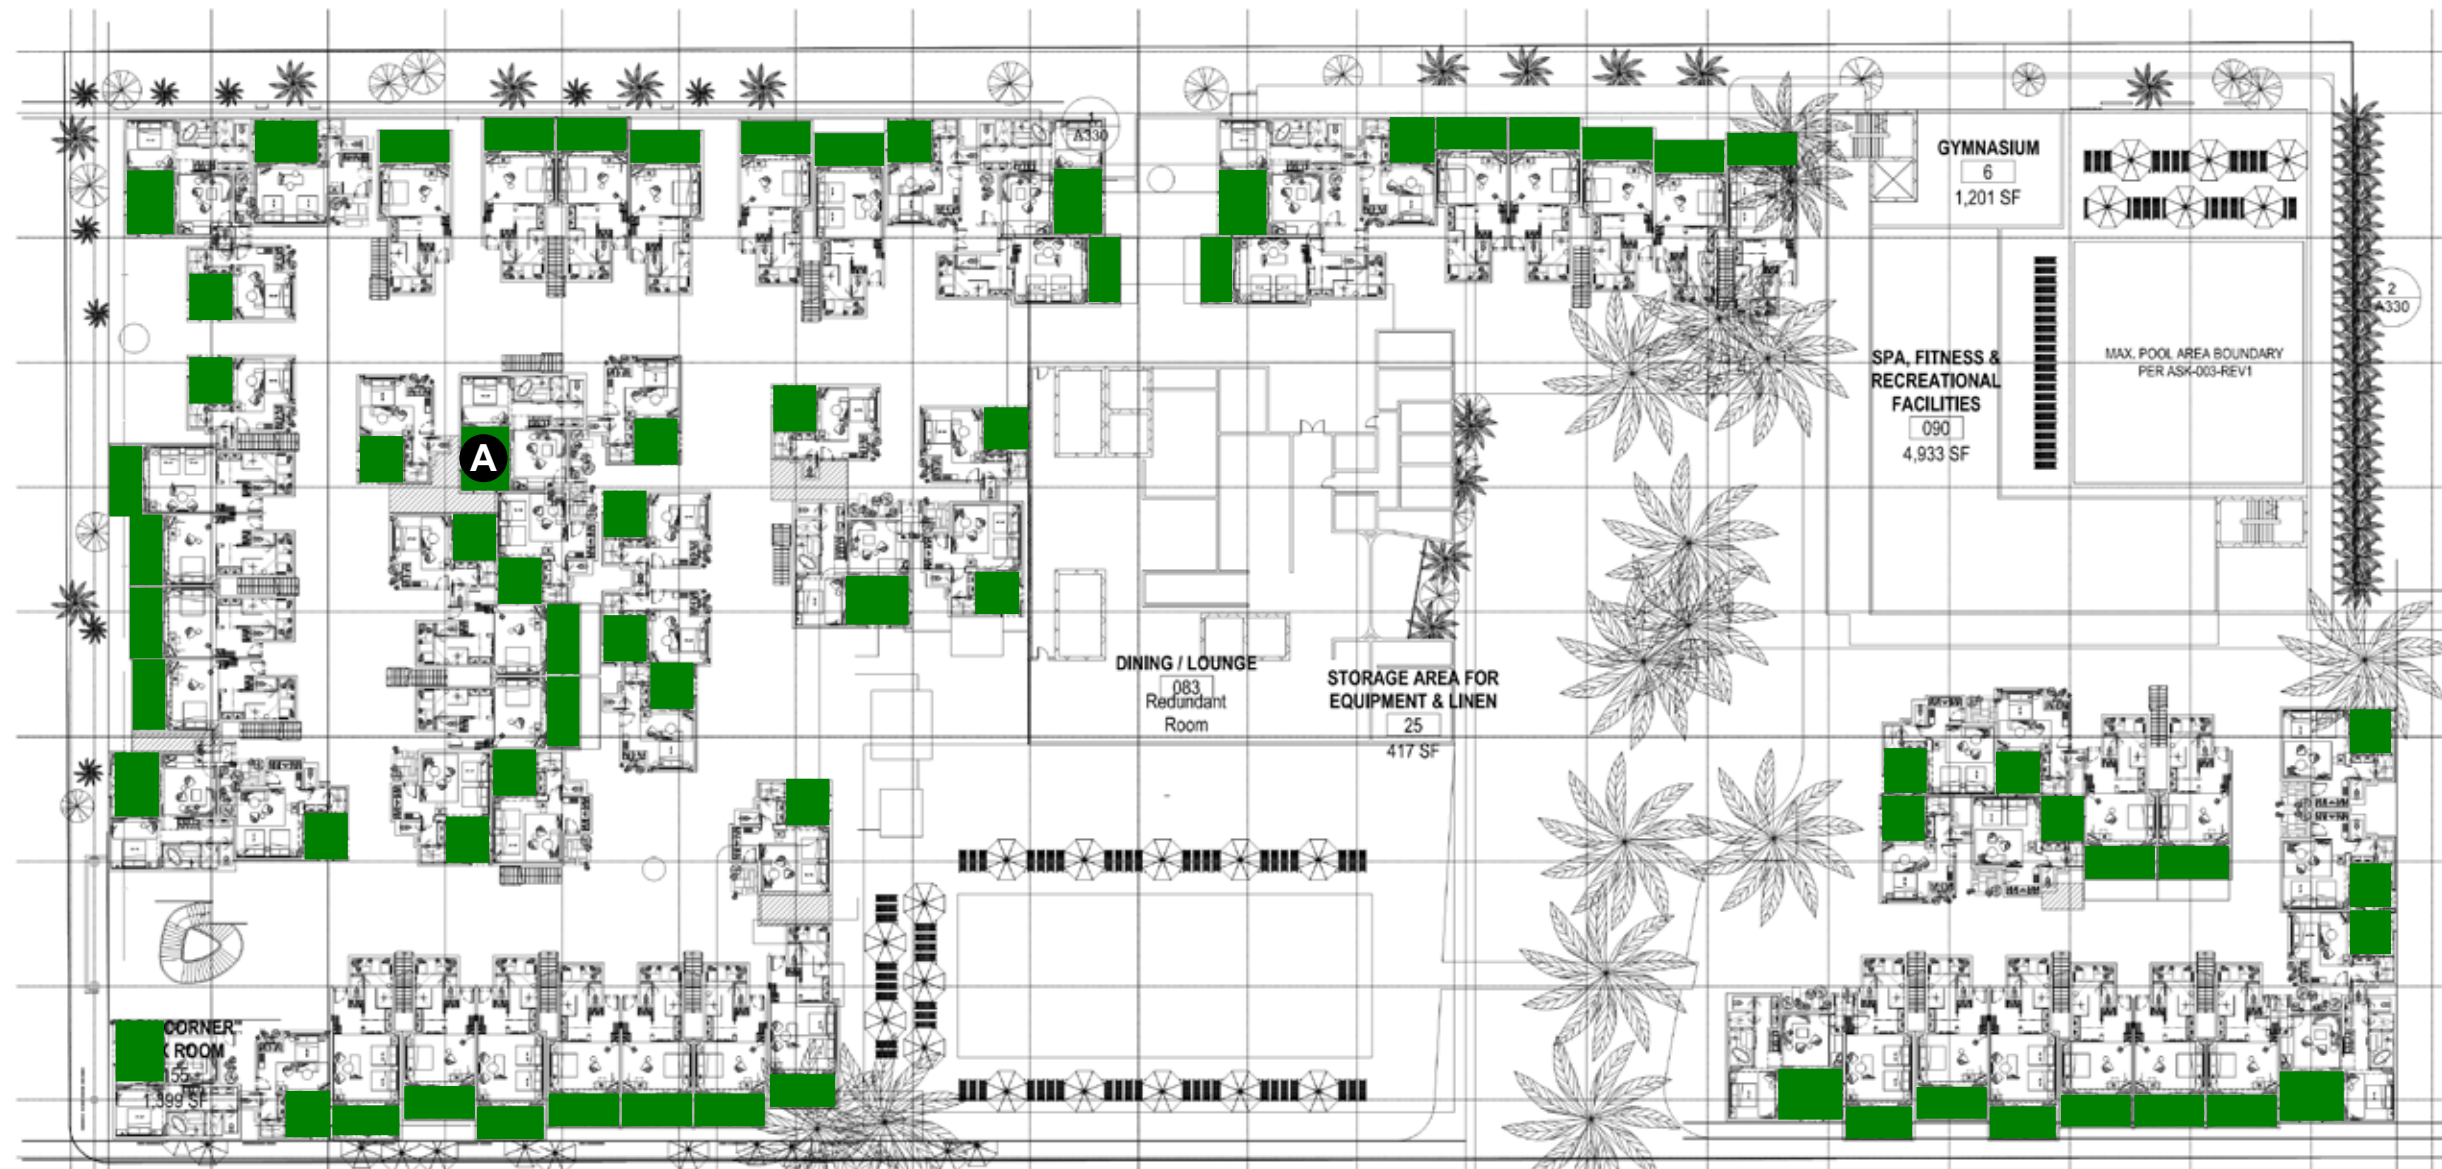 1
A330
GYMNASIUM
6
1,201 SF
2
A330
SPA, FITNESS &
RECREATIONAL
FACILITIES
090
4,933 SF
MAX. POOL AREA BOUNDARY
PER ASK-003-REV1
A
DINING / LOUNGE
083
Redundant
Room
STORAGE AREA FOR
EQUIPMENT & LINEN
25
417 SF
CORNER"
ROOM
155
1,399 SF